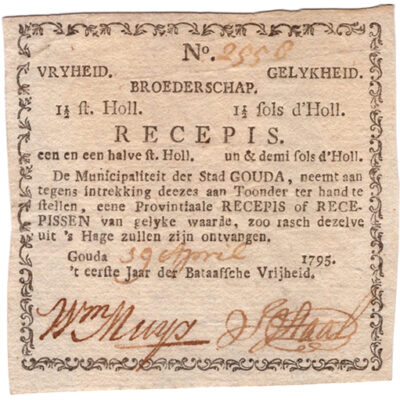 No. 2558
VRYHEID. GELYKHEID.
BROEDERSCHAP.
1½ ſt. Holl. 1½ ſols d'Holl.
RECEPIS.
een en een halve ſt. Holl. un & demi ſols d'Holl.
De Municipaliteit der Stad GOUDA, neemt aan
tegens intrekking deezes aan Toonder ter hand te
ſtellen, eene Provintiaale RECEPIS of RECE-
PISSEN van gelyke waarde, zoo raſch dezelve
uit 's Hage zullen zijn ontvangen.
Gouda April 1795.
't eerſte Jaar der Bataafſche Vrijheid.
Wm Muys